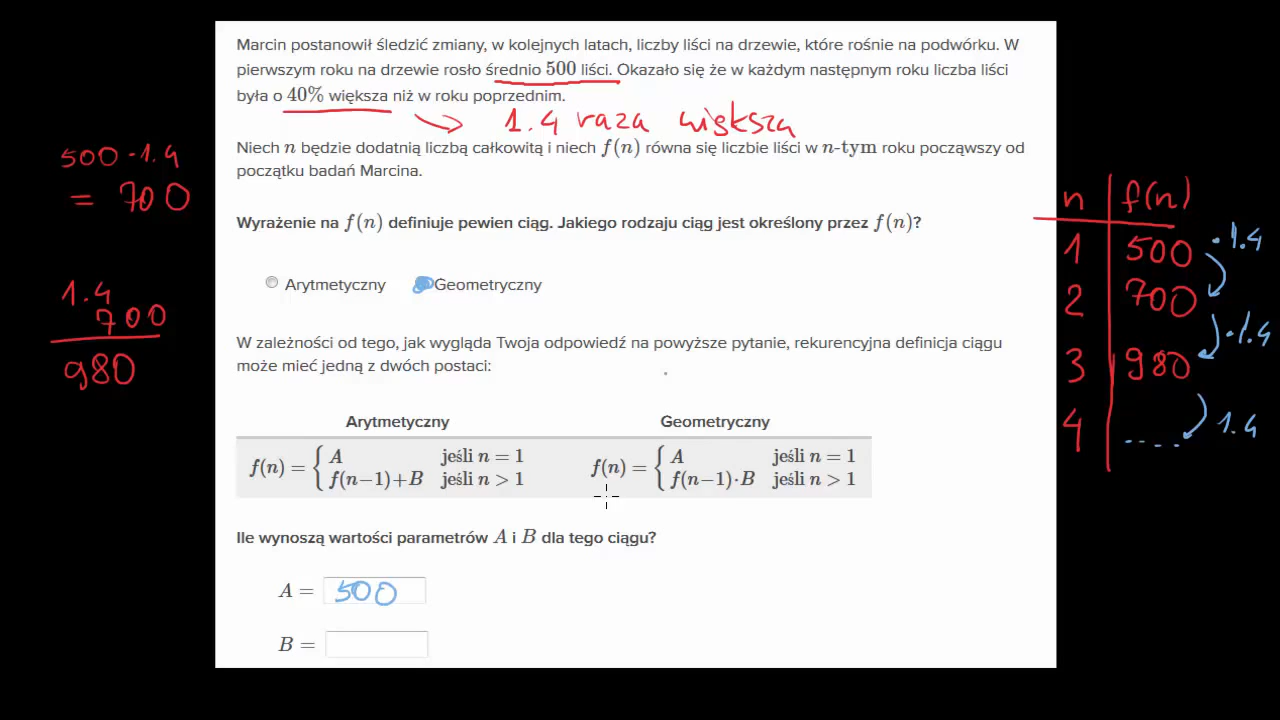 Marcin postanowił śledzić zmiany, w kolejnych latach, liczby liści na drzewie, które rośnie na podwórku. W
pierwszym roku na drzewie rosło średnio 500 liści. Okazało się że w każdym następnym roku liczba liści
była o 40% większa niż w roku poprzednim.
1.4 raza większa
Niech n będzie dodatnią liczbą całkowitą i niech f(n) równa się liczbie liści w n-tym roku począwszy od
początku badań Marcina.
Wyrażenie na f(n) definiuje pewien ciąg. Jakiego rodzaju ciąg jest określony przez f(n)?
Arytmetyczny Geometryczny
W zależności od tego, jak wygląda Twoja odpowiedź na powyższe pytanie, rekurencyjna definicja ciągu
może mieć jedną z dwóch postaci:
Arytmetyczny Geometryczny
f(n) = { A jeśli n = 1 f(n) = { A jeśli n = 1
f(n−1)+B jeśli n > 1 f(n−1)·B jeśli n > 1
Ile wynoszą wartości parametrów A i B dla tego ciągu?
A = 500
B =
500·1.4
= 700
1.4
700
980
n f(n)
1 500 ·1.4
2 700
·1.4
3 980
4 .... 1.4